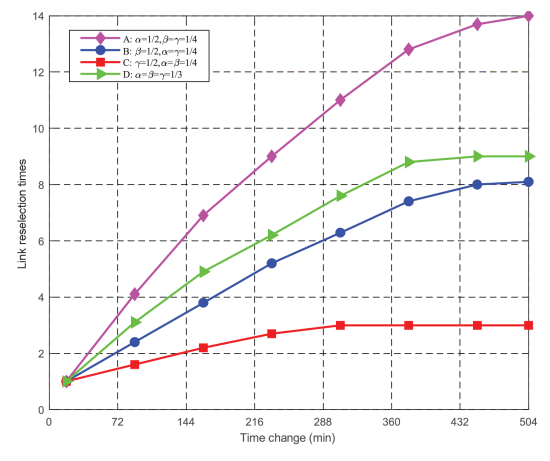 14
12
10
8
6
4
2
0
Link reselection times
A: α=1/2,β=γ=1/4
B: β=1/2,α=γ=1/4
C: γ=1/2,α=β=1/4
D: α=β=γ=1/3
0 72 144 216 288 360 432 504
Time change (min)